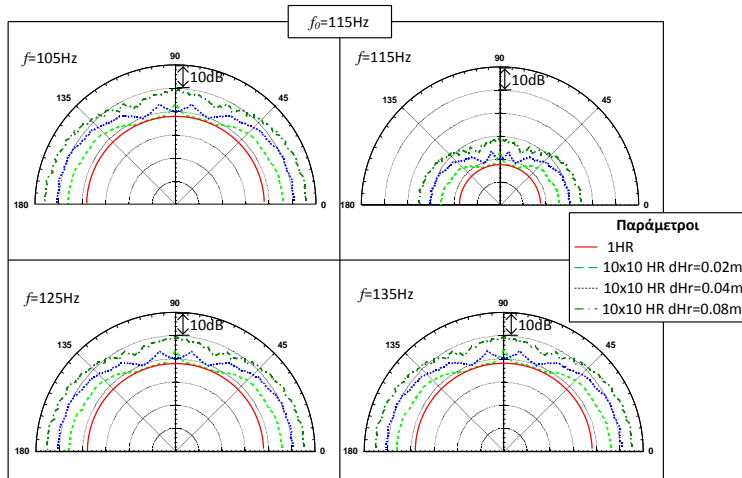 f₀=115Hz
f=105Hz
90
10dB
135
45
180
0
f=115Hz
90
10dB
135
45
180
0
Παράμετροι
1HR
10x10 HR dHr=0.02m
10x10 HR dHr=0.04m
10x10 HR dHr=0.08m
f=125Hz
90
10dB
135
45
180
0
f=135Hz
90
10dB
135
45
180
0